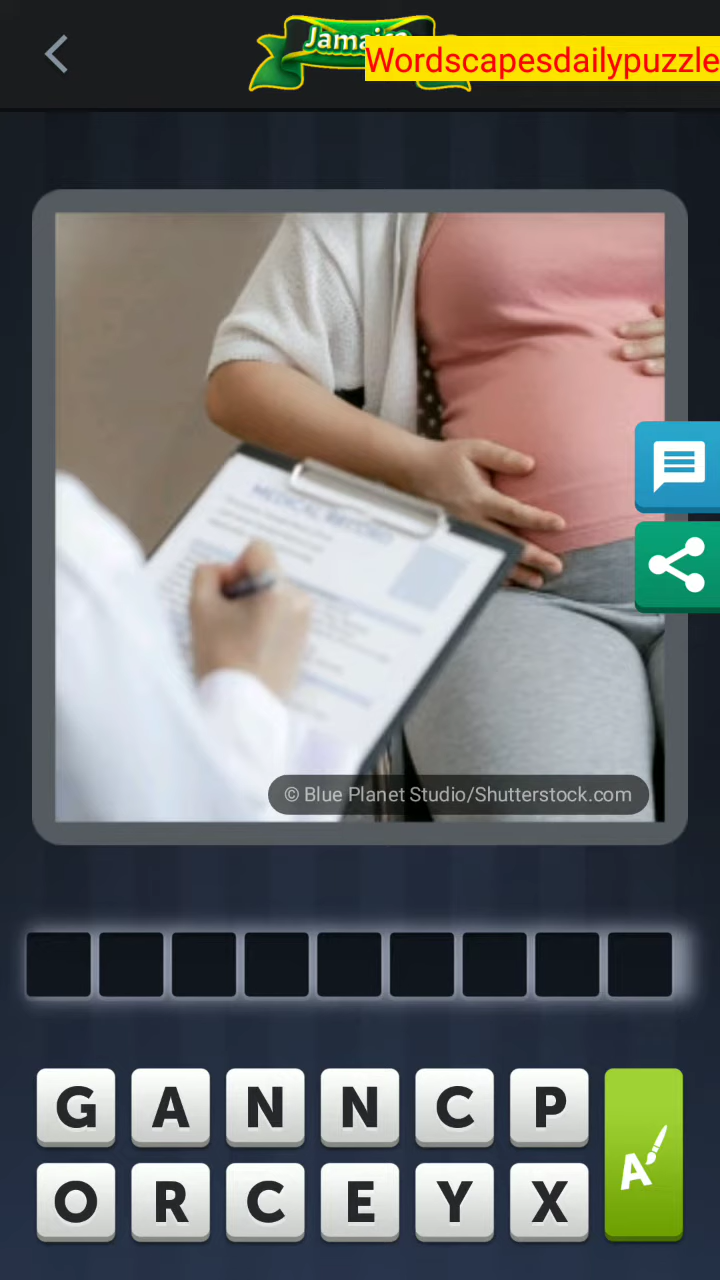 Jamaica
Wordscapesdailypuzzle
MEDICAL RECORD
© Blue Planet Studio/Shutterstock.com
G A N N C P
O R C E Y X
A